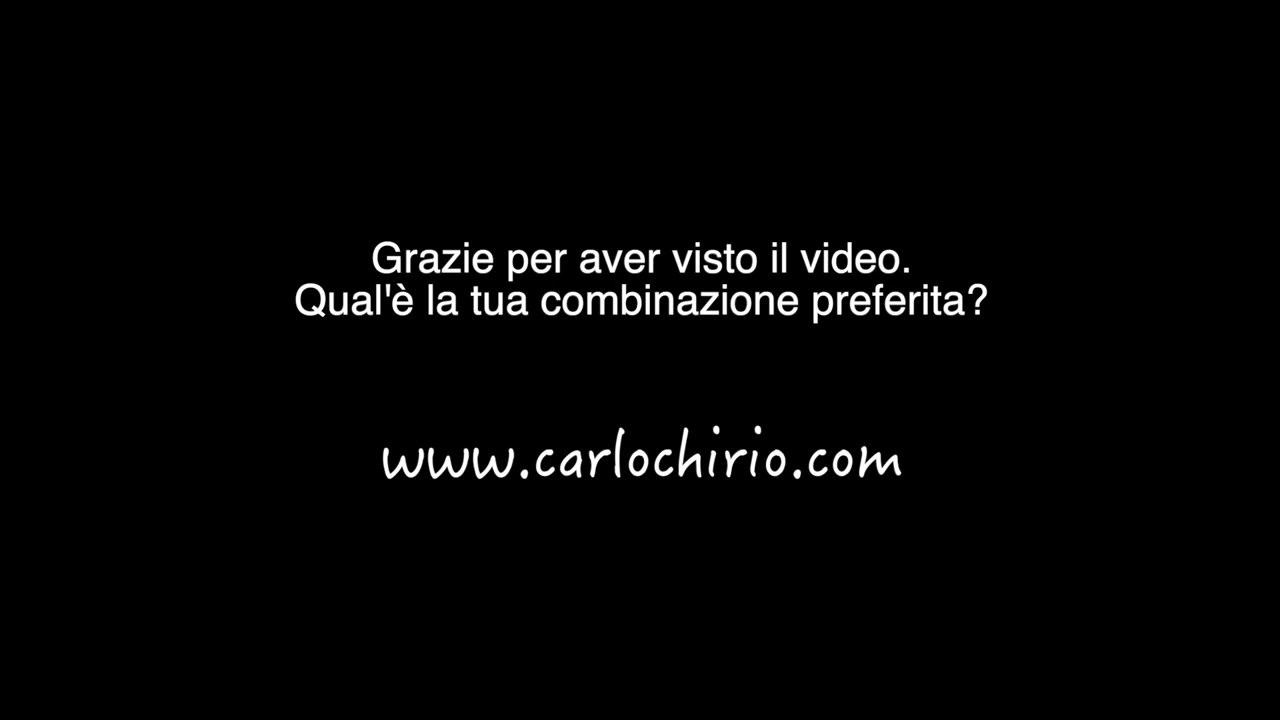 Grazie per aver visto il video.
Qual'è la tua combinazione preferita?
www.carlochirio.com